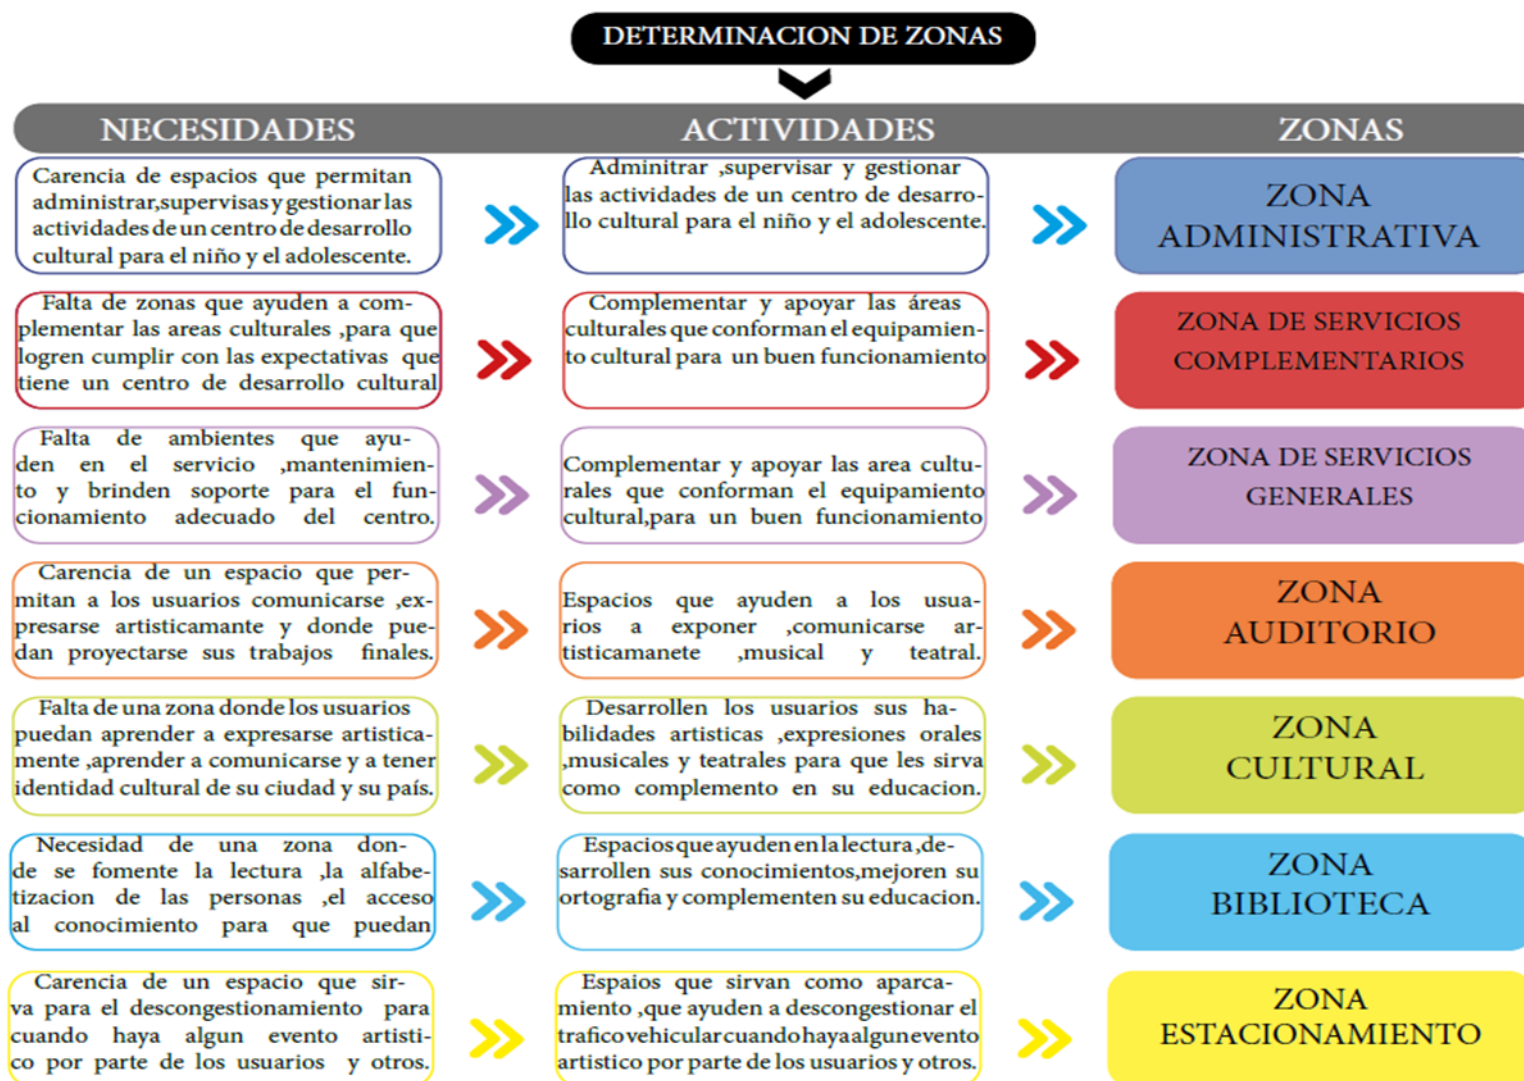 DETERMINACION DE ZONAS
NECESIDADES
ACTIVIDADES
ZONAS
Carencia de espacios que permitan
administrar,supervisas y gestionar las
actividades de un centro de desarrollo
cultural para el niño y el adolescente.
Adminitrar ,supervisar y gestionar
las actividades de un centro de desarro-
llo cultural para el niño y el adolescente.
ZONA
ADMINISTRATIVA
Falta de zonas que ayuden a com-
plementar las areas culturales ,para que
logren cumplir con las expectativas que
tiene un centro de desarrollo cultural
Complementar y apoyar las áreas
culturales que conforman el equipamien-
to cultural para un buen funcionamiento
ZONA DE SERVICIOS
COMPLEMENTARIOS
Falta de ambientes que ayu-
den en el servicio ,mantenimien-
to y brinden soporte para el fun-
cionamiento adecuado del centro.
Complementar y apoyar las area cultu-
rales que conforman el equipamiento
cultural,para un buen funcionamiento
ZONA DE SERVICIOS
GENERALES
Carencia de un espacio que per-
mitan a los usuarios comunicarse ,ex-
presarse artisticamante y donde pue-
dan proyectarse sus trabajos finales.
Espacios que ayuden a los usua-
rios a exponer ,comunicarse ar-
tisticamanete ,musical y teatral.
ZONA
AUDITORIO
Falta de una zona donde los usuarios
puedan aprender a expresarse artistica-
mente ,aprender a comunicarse y a tener
identidad cultural de su ciudad y su país.
Desarrollen los usuarios sus ha-
bilidades artisticas ,expresiones orales
,musicales y teatrales para que les sirva
como complemento en su educacion.
ZONA
CULTURAL
Necesidad de una zona don-
de se fomente la lectura ,la alfabe-
tizacion de las personas ,el acceso
al conocimiento para que puedan
Espacios que ayuden en la lectura ,de-
sarrollen sus conocimientos,mejoren su
ortografia y complementen su educacion.
ZONA
BIBLIOTECA
Carencia de un espacio que sir-
va para el descongestionamiento para
cuando haya algun evento artisti-
co por parte de los usuarios y otros.
Espaios que sirvan como aparca-
miento ,que ayuden a descongestionar el
trafico vehicular cuando haya algun evento
artistico por parte de los usuarios y otros.
ZONA
ESTACIONAMIENTO